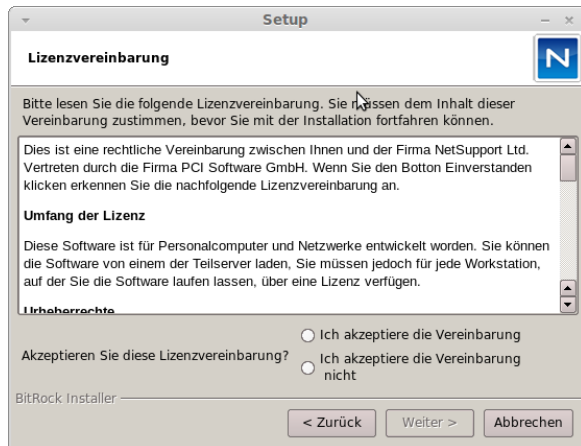 Setup
Lizenzvereinbarung
N
Bitte lesen Sie die folgende Lizenzvereinbarung. Sie müssen dem Inhalt dieser
Vereinbarung zustimmen, bevor Sie mit der Installation fortfahren können.
Dies ist eine rechtliche Vereinbarung zwischen Ihnen und der Firma NetSupport Ltd.
Vertreten durch die Firma PCI Software GmbH. Wenn Sie den Botton Einverstanden
klicken erkennen Sie die nachfolgende Lizenzvereinbarung an.
Umfang der Lizenz
Diese Software ist für Personalcomputer und Netzwerke entwickelt worden. Sie können
die Software von einem der Teilserver laden, Sie müssen jedoch für jede Workstation,
auf der Sie die Software laufen lassen, über eine Lizenz verfügen.
Urheberrechte
Akzeptieren Sie diese Lizenzvereinbarung?
Ich akzeptiere die Vereinbarung
Ich akzeptiere die Vereinbarung
nicht
BitRock Installer
< Zurück
Weiter >
Abbrechen